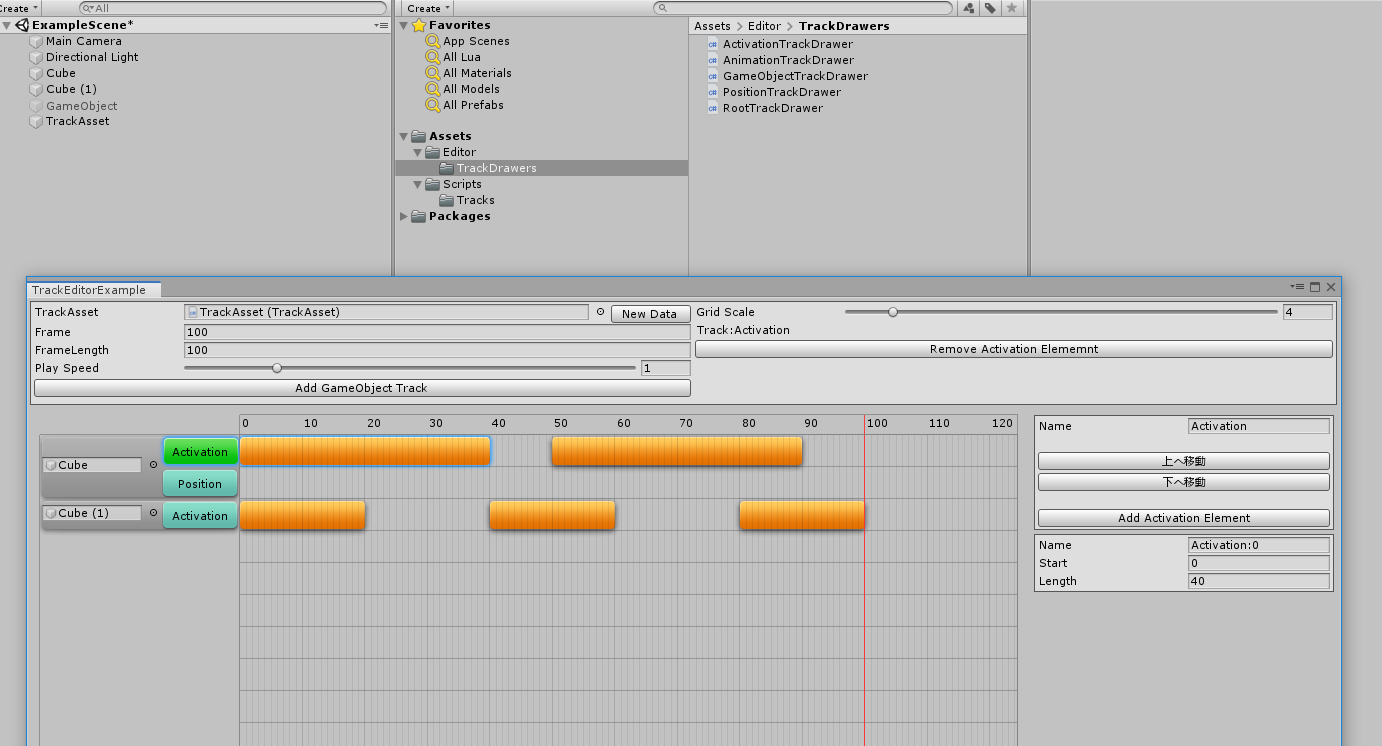 Create
All
ExampleScene*
Main Camera
Directional Light
Cube
Cube (1)
GameObject
TrackAsset
Create
Favorites
App Scenes
All Lua
All Materials
All Models
All Prefabs
Assets
Editor
TrackDrawers
Scripts
Tracks
Packages
Assets Editor TrackDrawers
ActivationTrackDrawer
AnimationTrackDrawer
GameObjectTrackDrawer
PositionTrackDrawer
RootTrackDrawer
TrackEditorExample
TrackAsset TrackAsset (TrackAsset) New Data
Frame 100
FrameLength 100
Play Speed 1
Add GameObject Track
Grid Scale 4
Track:Activation
Remove Activation Elememnt
0 10 20 30 40 50 60 70 80 90 100 110 120
Cube Activation
Position
Cube (1) Activation
Name Activation
上へ移動
下へ移動
Add Activation Element
Name Activation:0
Start 0
Length 40